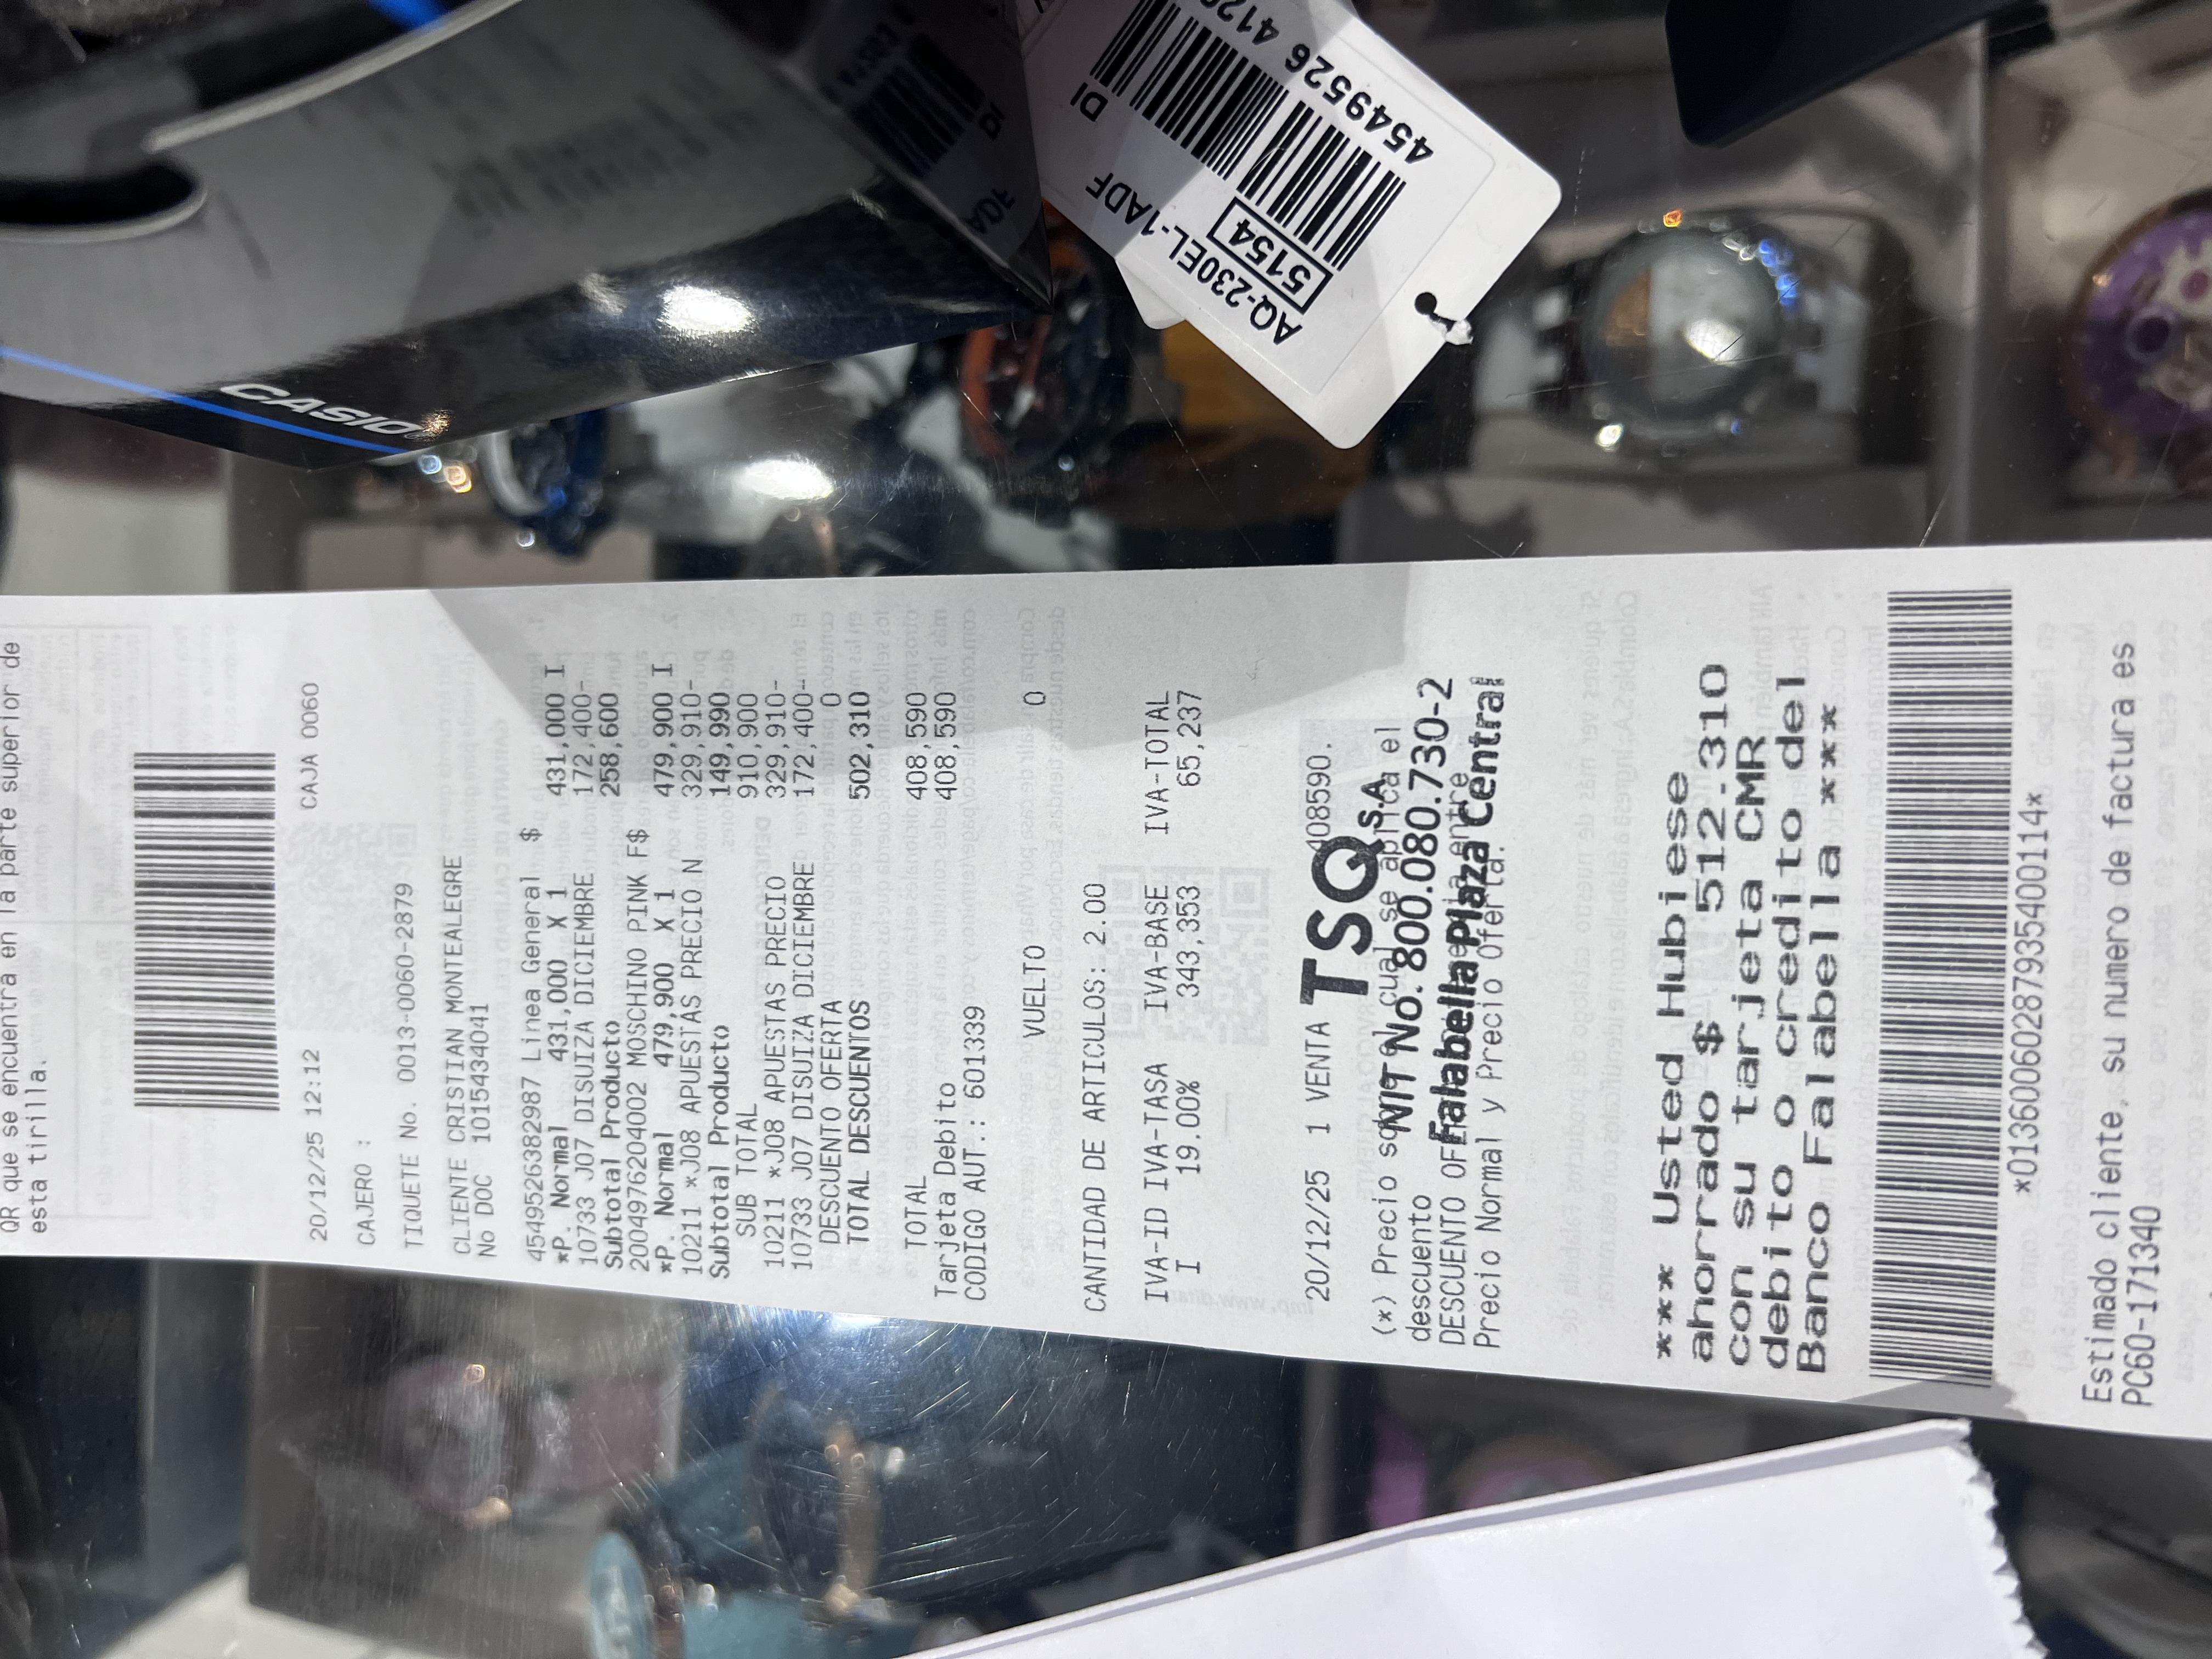 QR que se encuentra en la parte superior de
esta tirilla.
20/12/25 12:12 CAJA 0060
CAJERO :
TIQUETE No. 0013-0060-2879
CLIENTE CRISTIAN MONTEALEGRE
No DOC 1015434041
4549526382987 Linea General $
*P. Normal 431,000 X 1 431,000 I
10733 J07 DISUIZA DICIEMBRE 172,400-
Subtotal Producto 258,600
2004976204002 MOSCHINO PINK F$
*P. Normal 479,900 X 1 479,900 I
10211 *J08 APUESTAS PRECIO N 329,910-
Subtotal Producto 149,990
SUB TOTAL 910,900
10211 *J08 APUESTAS PRECIO 329,910-
10733 J07 DISUIZA DICIEMBRE 172,400-
DESCUENTO OFERTA 0
TOTAL DESCUENTOS 502,310
TOTAL 408,590
Tarjeta Debito 408,590
CODIGO AUT.: 601339
VUELTO 0
CANTIDAD DE ARTICULOS: 2.00
IVA-ID IVA-TASA IVA-BASE IVA-TOTAL
I 19.00% 343,353 65,237
20/12/25 1 VENTA 408590.
TSQ S.A.
NIT No. 800.080.730-2
Falabella Plaza Central
(*) Precio sobre el cual se aplica el
descuento
DESCUENTO OFERTA: entre
Precio Normal y Precio Oferta.
*** Usted Hubiese
ahorrado $ 512.310
con su tarjeta CMR
debito o credito del
Banco Falabella ***
*013600602879354​00114*
Estimado cliente, su numero de factura es
PC60-171340
CASIO
AQ-230EL-1ADF DI
5154
4549526 412